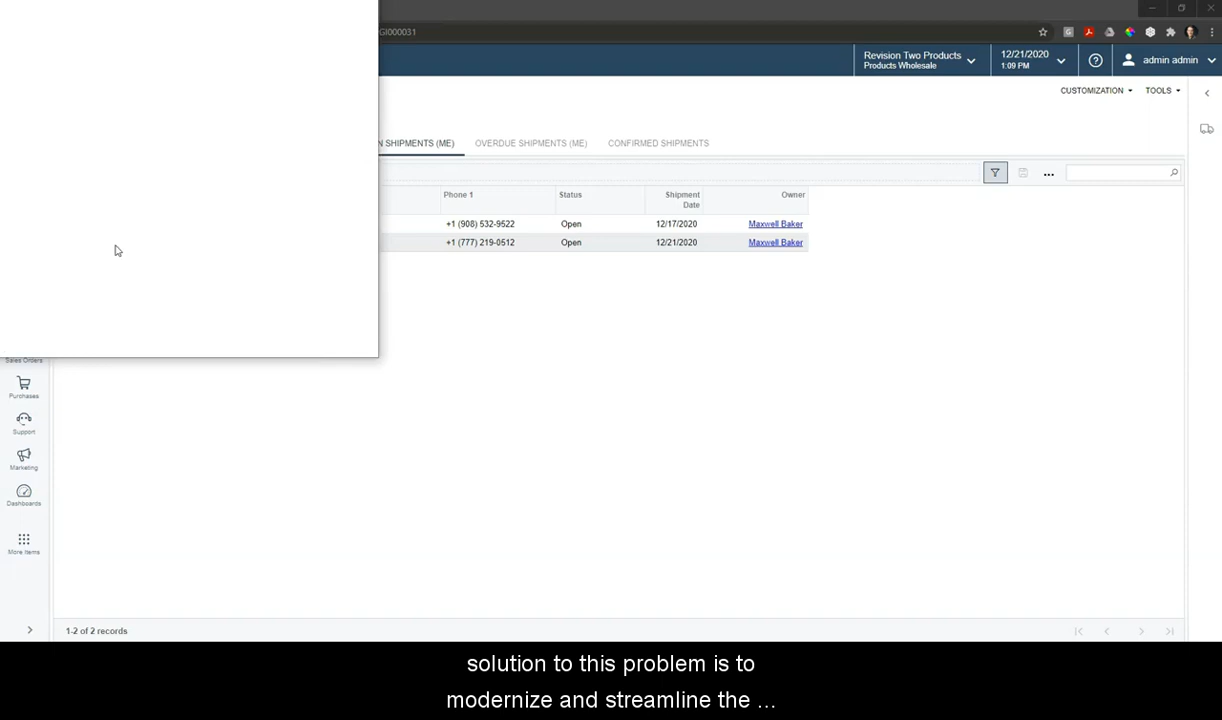 GI000031
Revision Two Products
Products Wholesale
12/21/2020
1:09 PM
admin admin
CUSTOMIZATION
TOOLS
N SHIPMENTS (ME)
OVERDUE SHIPMENTS (ME)
CONFIRMED SHIPMENTS
Phone 1
Status
Shipment
Date
Owner
+1 (908) 532-9522
Open
12/17/2020
Maxwell Baker
+1 (777) 219-0512
Open
12/21/2020
Maxwell Baker
Sales Orders
Purchases
Support
Marketing
Dashboards
More Items
1-2 of 2 records
solution to this problem is to
modernize and streamline the ...